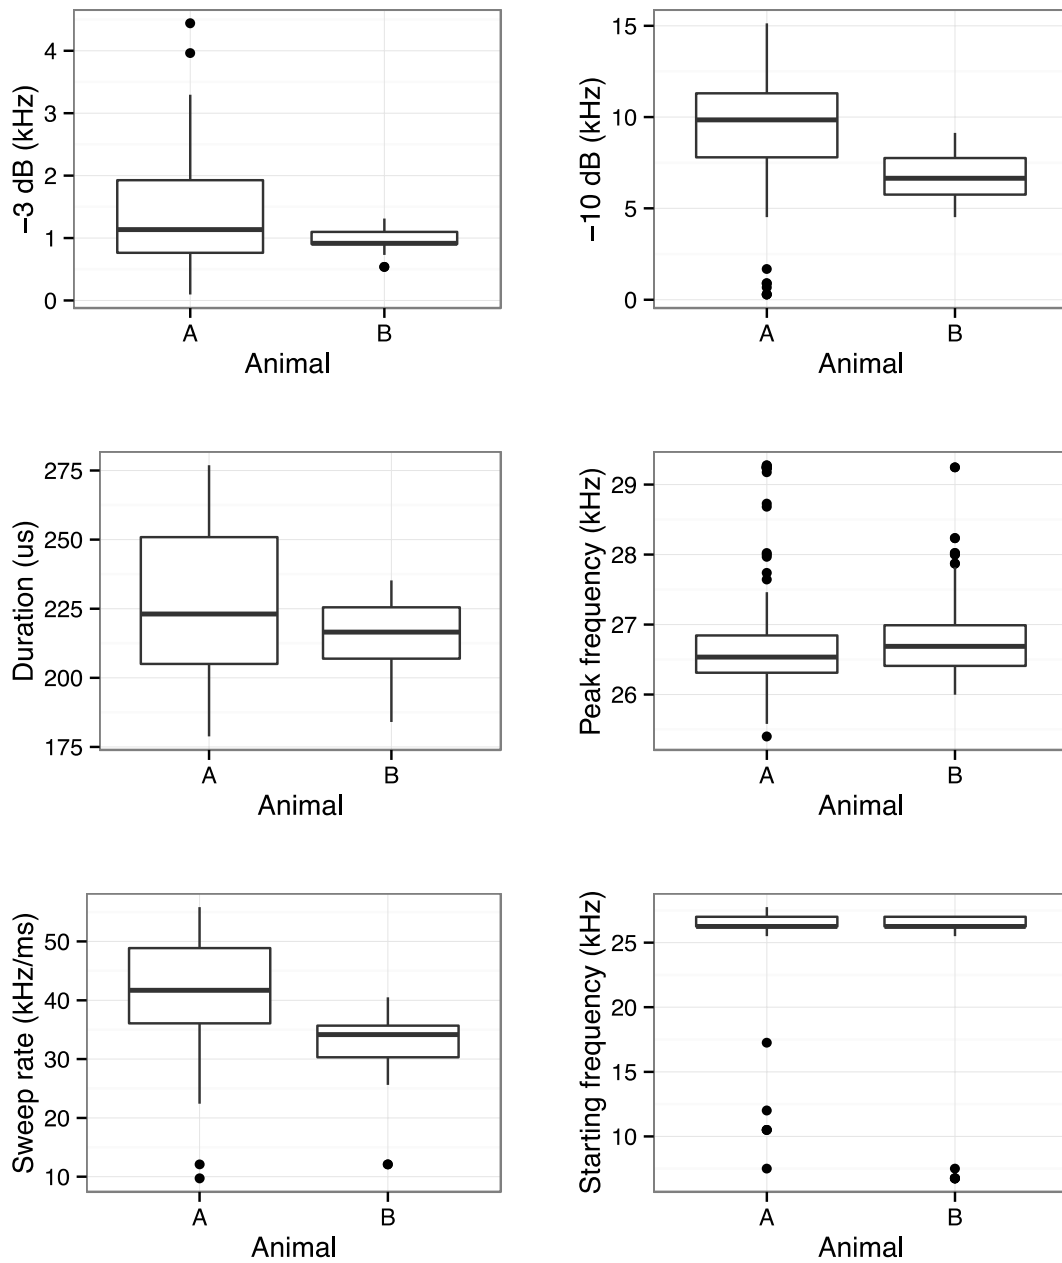 −3 dB (kHz)
4
3
2
1
0
A
B
Animal
−10 dB (kHz)
15
10
5
0
A
B
Animal
Duration (us)
275
250
225
200
175
A
B
Animal
Peak frequency (kHz)
29
28
27
26
A
B
Animal
Sweep rate (kHz/ms)
50
40
30
20
10
A
B
Animal
Starting frequency (kHz)
25
20
15
10
A
B
Animal